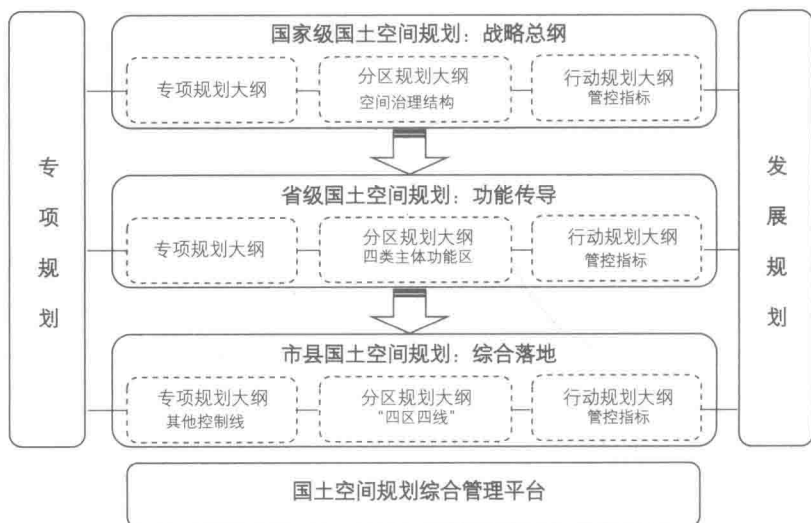 国家级国土空间规划：战略总纲
专项规划大纲
分区规划大纲
空间治理结构
行动规划大纲
管控指标
专项规划
发展规划
省级国土空间规划：功能传导
专项规划大纲
分区规划大纲
四类主体功能区
行动规划大纲
管控指标
市县国土空间规划：综合落地
专项规划大纲
其他控制线
分区规划大纲
"四区四线"
行动规划大纲
管控指标
国土空间规划综合管理平台